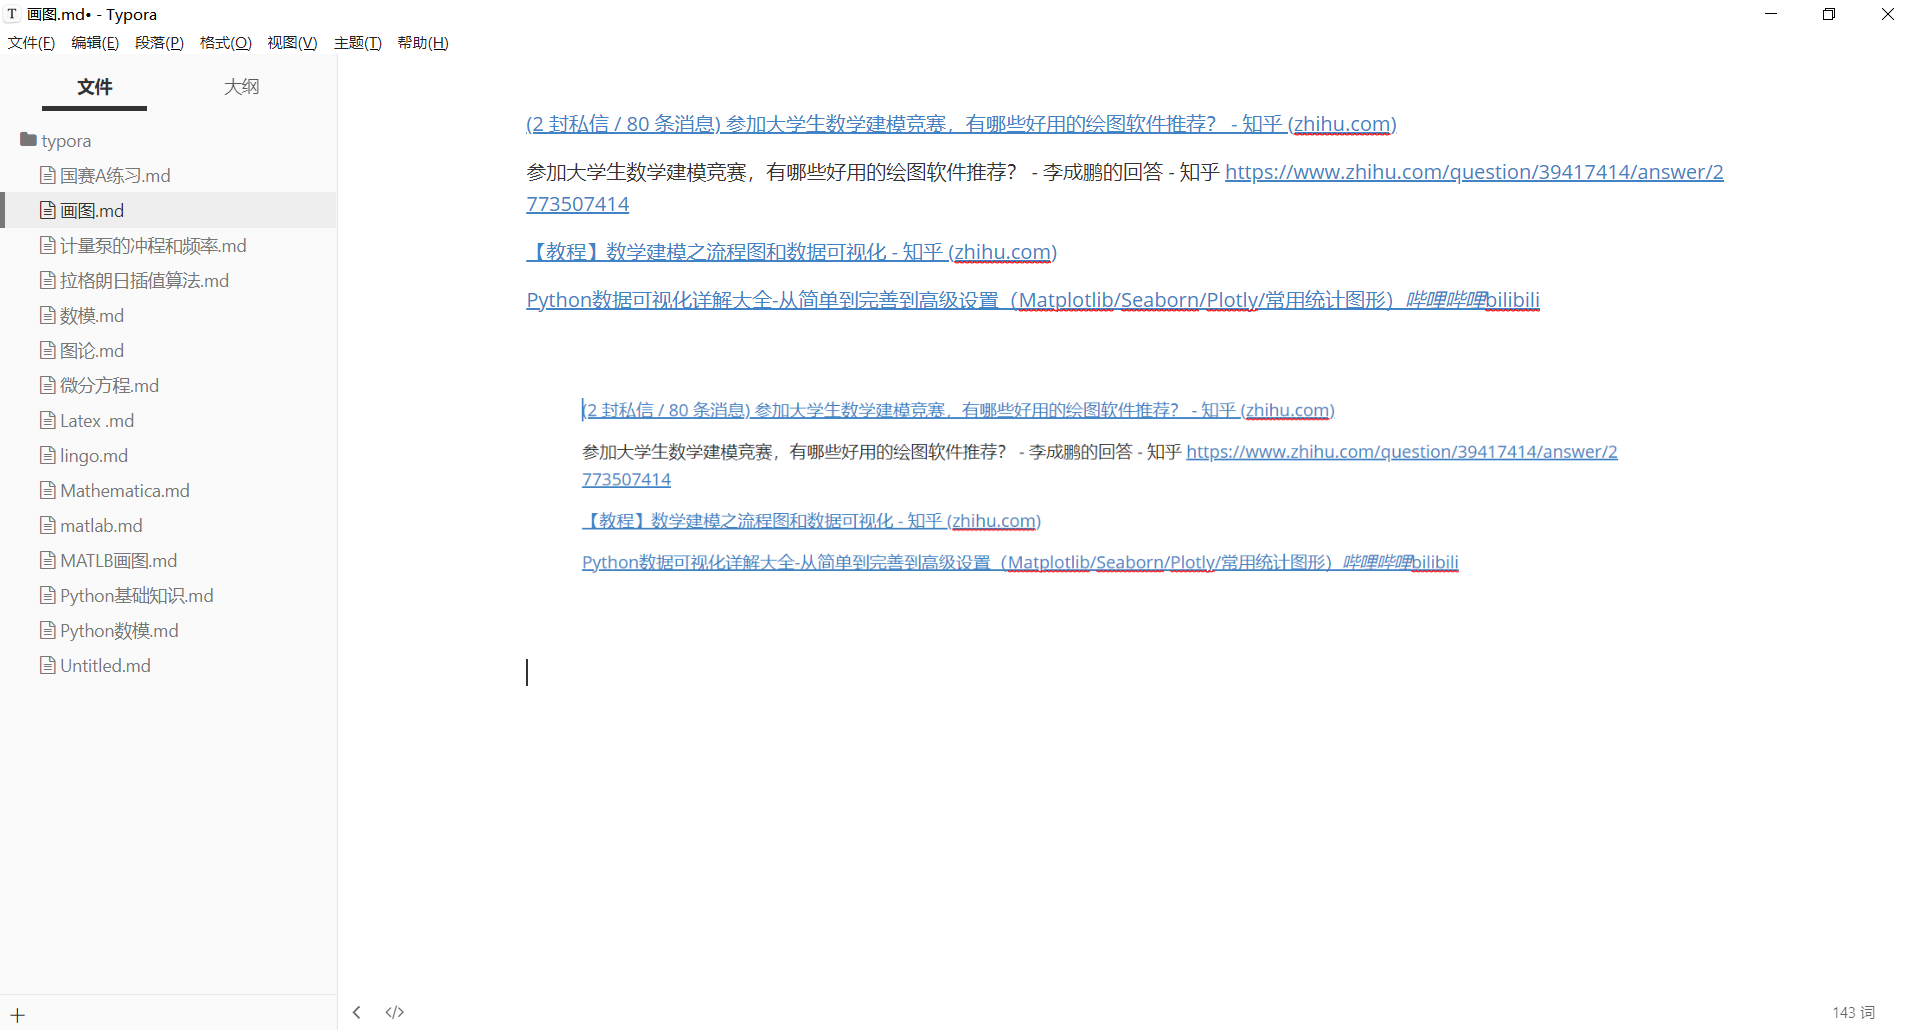 画图.md• - Typora
文件(F) 编辑(E) 段落(P) 格式(O) 视图(V) 主题(T) 帮助(H)
文件 大纲
typora
国赛A练习.md
画图.md
计量泵的冲程和频率.md
拉格朗日插值算法.md
数模.md
图论.md
微分方程.md
Latex .md
lingo.md
Mathematica.md
matlab.md
MATLB画图.md
Python基础知识.md
Python数模.md
Untitled.md
(2 封私信 / 80 条消息) 参加大学生数学建模竞赛，有哪些好用的绘图软件推荐？ - 知乎 (zhihu.com)
参加大学生数学建模竞赛，有哪些好用的绘图软件推荐？ - 李成鹏的回答 - 知乎 https://www.zhihu.com/question/39417414/answer/2
773507414
【教程】数学建模之流程图和数据可视化 - 知乎 (zhihu.com)
Python数据可视化详解大全-从简单到完善到高级设置（Matplotlib/Seaborn/Plotly/常用统计图形）哔哩哔哩bilibili
(2 封私信 / 80 条消息) 参加大学生数学建模竞赛，有哪些好用的绘图软件推荐？ - 知乎 (zhihu.com)
参加大学生数学建模竞赛，有哪些好用的绘图软件推荐？ - 李成鹏的回答 - 知乎 https://www.zhihu.com/question/39417414/answer/2
773507414
【教程】数学建模之流程图和数据可视化 - 知乎 (zhihu.com)
Python数据可视化详解大全-从简单到完善到高级设置（Matplotlib/Seaborn/Plotly/常用统计图形）哔哩哔哩bilibili
143 词